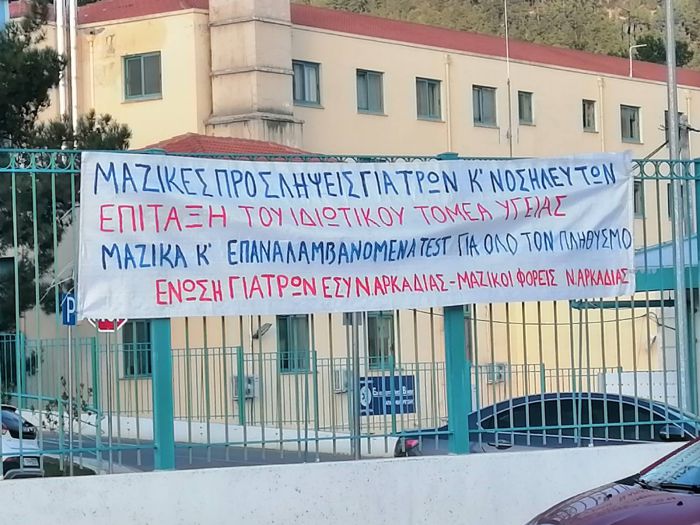 ΜΑΖΙΚΕΣ ΠΡΟΣΛΗΨΕΙΣ ΓΙΑΤΡΩΝ Κ' ΝΟΣΗΛΕΥΤΩΝ
ΕΠΙΤΑΞΗ ΤΟΥ ΙΔΙΩΤΙΚΟΥ ΤΟΜΕΑ ΥΓΕΙΑΣ
ΜΑΖΙΚΑ Κ' ΕΠΑΝΑΛΑΜΒΑΝΟΜΕΝΑ TEST ΓΙΑ ΟΛΟ ΤΟΝ ΠΛΗΘΥΣΜΟ
ΕΝΩΣΗ ΓΙΑΤΡΩΝ ΕΣΥ Ν.ΑΡΚΑΔΙΑΣ - ΜΑΖΙΚΟΙ ΦΟΡΕΙΣ Ν.ΑΡΚΑΔΙΑΣ
P